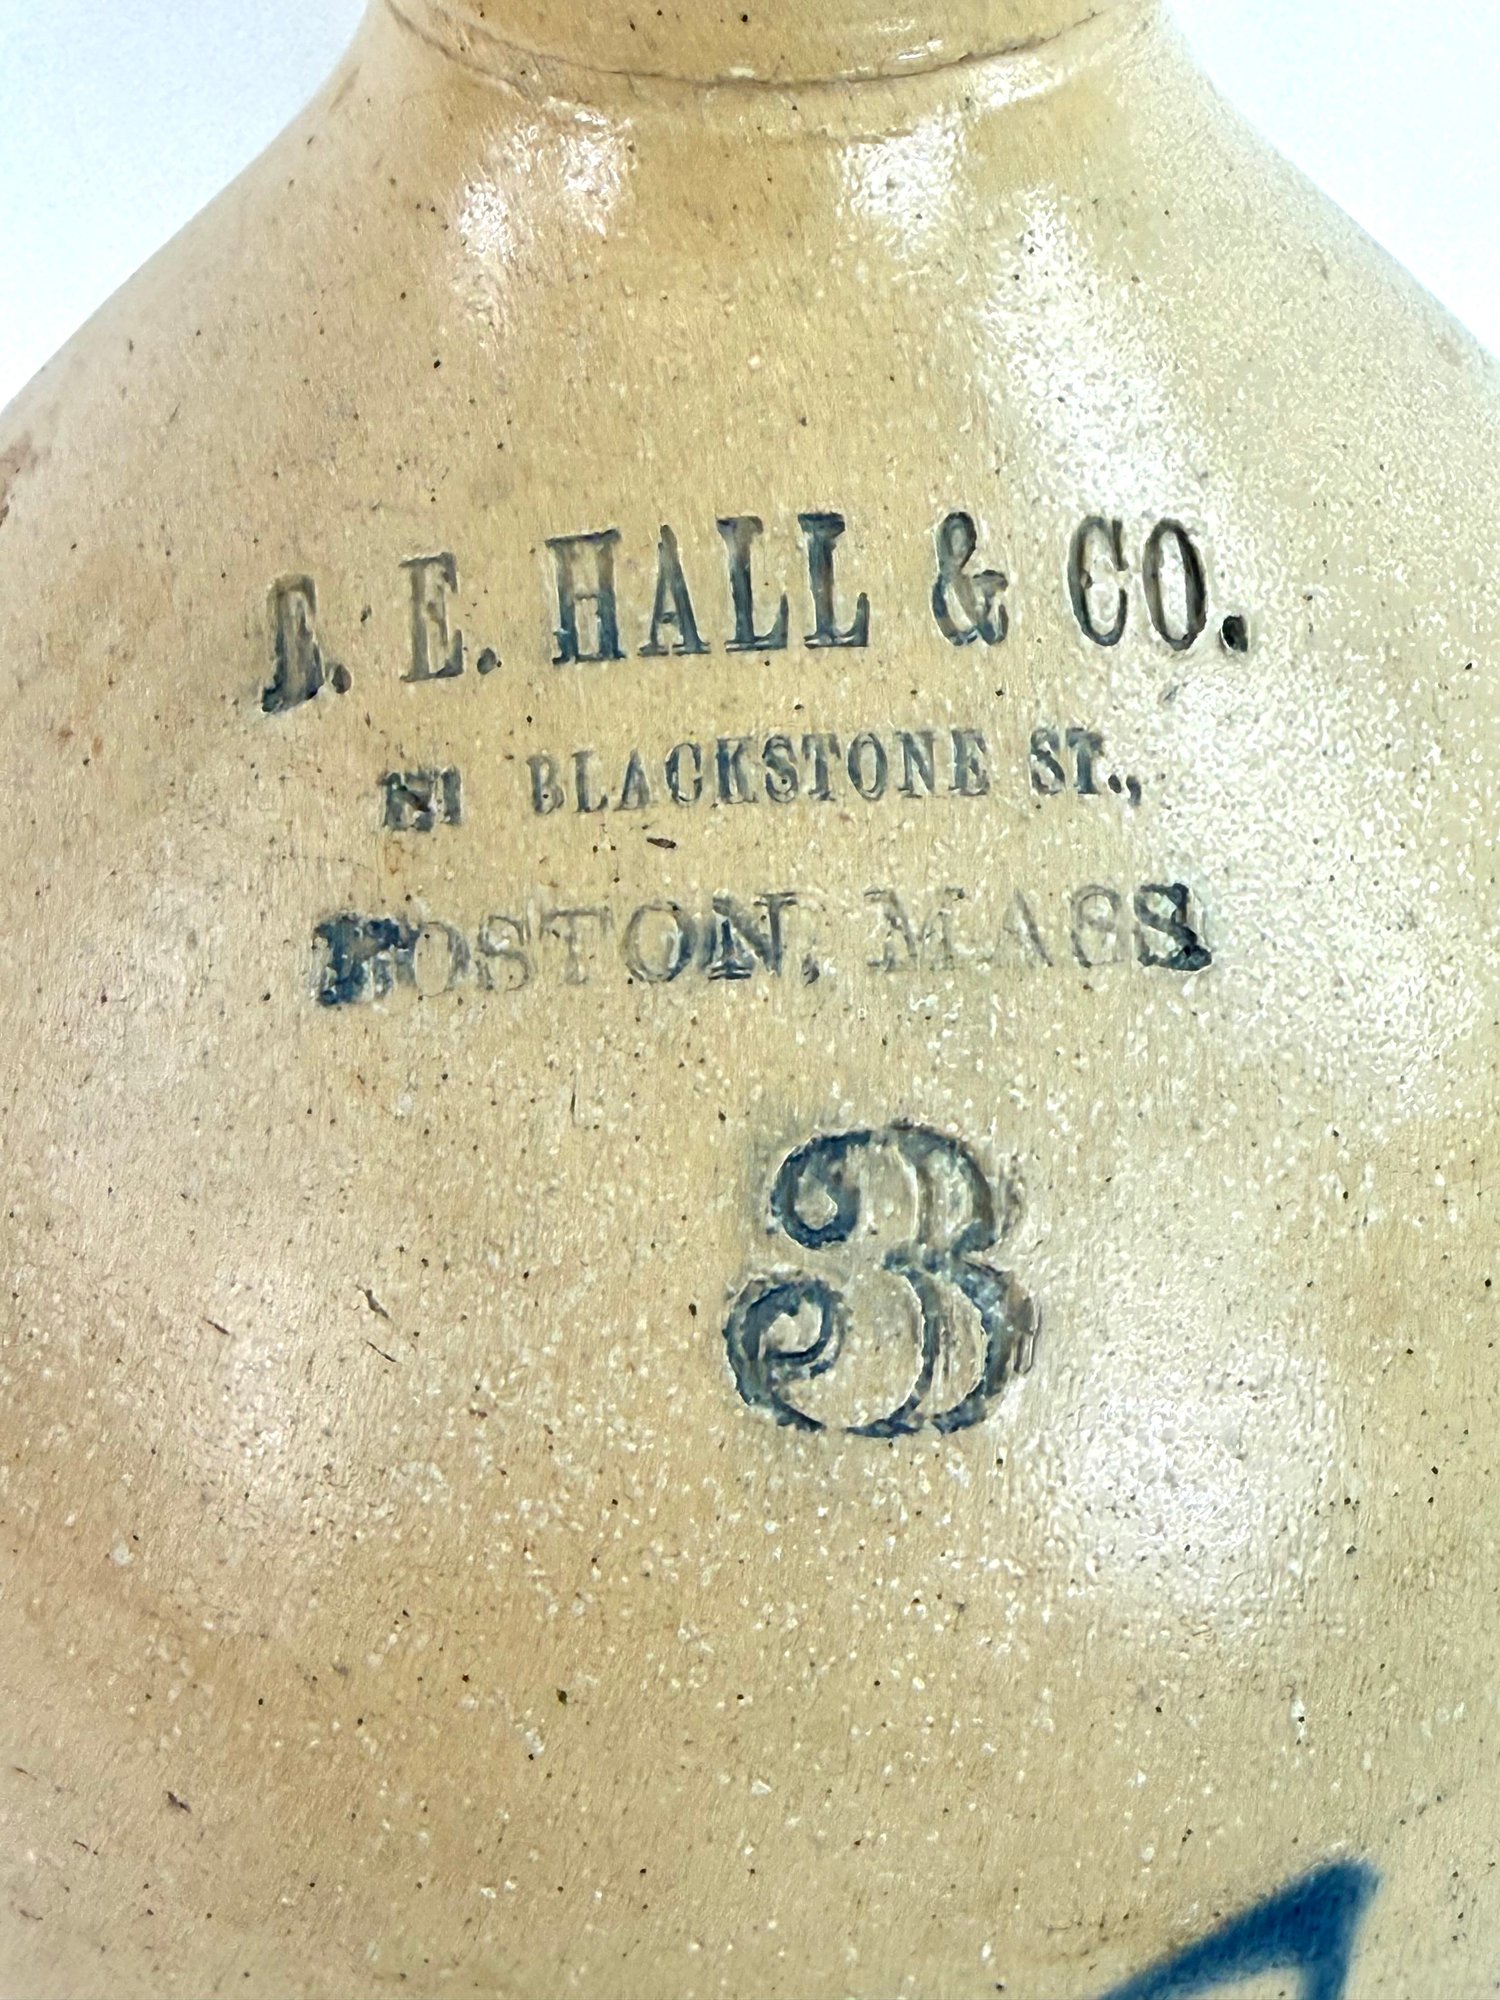 E. HALL & CO.
BLACKSTONE ST.,
BOSTON, MASS
3